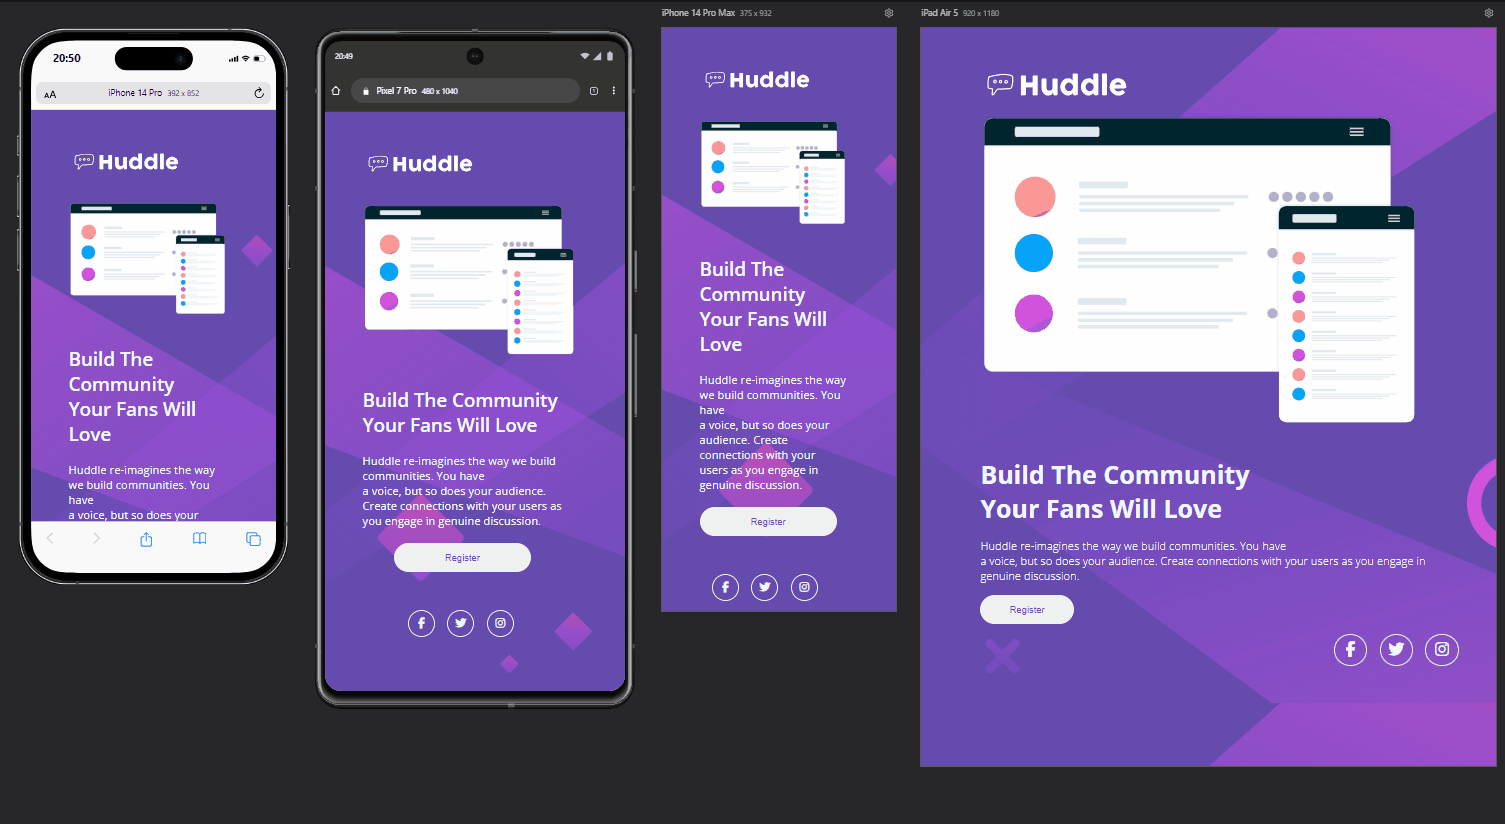 20:50
AA
iPhone 14 Pro 392 x 852
Huddle
Build The
Community
Your Fans Will
Love
Huddle re-imagines the way
we build communities. You
have
a voice, but so does your
20:49
Pixel 7 Pro 480 x 1040
1
Huddle
Build The Community
Your Fans Will Love
Huddle re-imagines the way we build
communities. You have
a voice, but so does your audience.
Create connections with your users as
you engage in genuine discussion.
Register
iPhone 14 Pro Max 375 x 932
Huddle
Build The
Community
Your Fans Will
Love
Huddle re-imagines the way
we build communities. You
have
a voice, but so does your
audience. Create
connections with your
users as you engage in
genuine discussion.
Register
iPad Air 5 920 x 1180
Huddle
Build The Community
Your Fans Will Love
Huddle re-imagines the way we build communities. You have
a voice, but so does your audience. Create connections with your users as you engage in
genuine discussion.
Register